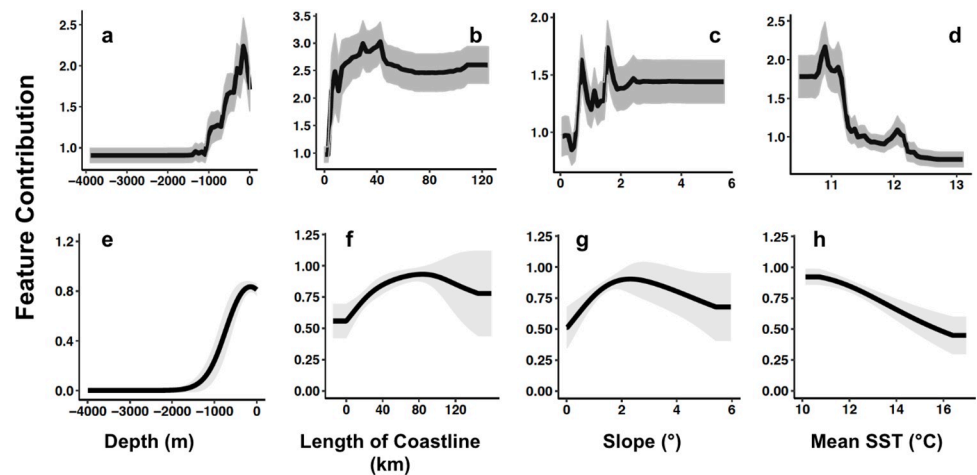 Feature Contribution
a
2.5
2.0
1.5
1.0
−4000 −3000 −2000 −1000 0
b
3.5
3.0
2.5
2.0
1.5
1.0
0 40 80 120
c
2.0
1.5
1.0
0 2 4 6
d
2.5
2.0
1.5
1.0
11 12 13
e
1.2
0.8
0.4
0.0
−4000 −3000 −2000 −1000 0
Depth (m)
f
1.25
1.00
0.75
0.50
0.25
0.00
0 40 80 120
Length of Coastline
(km)
g
1.25
1.00
0.75
0.50
0.25
0.00
0 2 4 6
Slope (°)
h
1.25
1.00
0.75
0.50
0.25
0.00
10 12 14 16
Mean SST (°C)